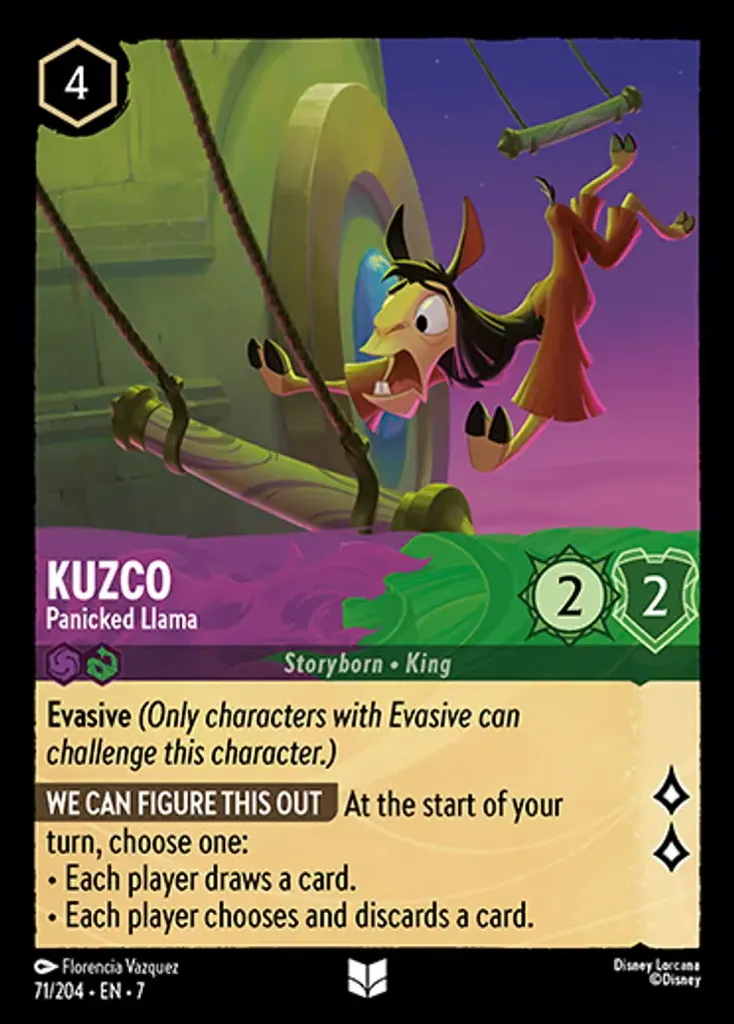 4
KUZCO
Panicked Llama
2 2
Storyborn • King
Evasive (Only characters with Evasive can
challenge this character.)
WE CAN FIGURE THIS OUT At the start of your
turn, choose one:
• Each player draws a card.
• Each player chooses and discards a card.
Florencia Vazquez
71/204 • EN • 7
Disney Lorcana
©Disney